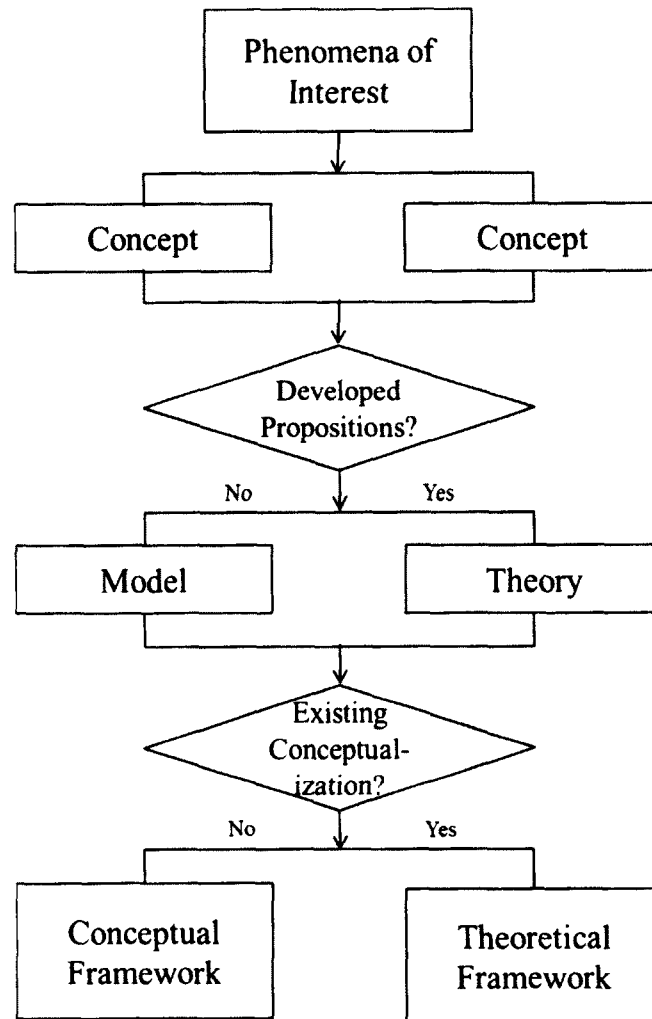 Phenomena of
Interest
Concept
Concept
Developed
Propositions?
No
Yes
Model
Theory
Existing
Conceptual-
ization?
No
Yes
Conceptual
Framework
Theoretical
Framework